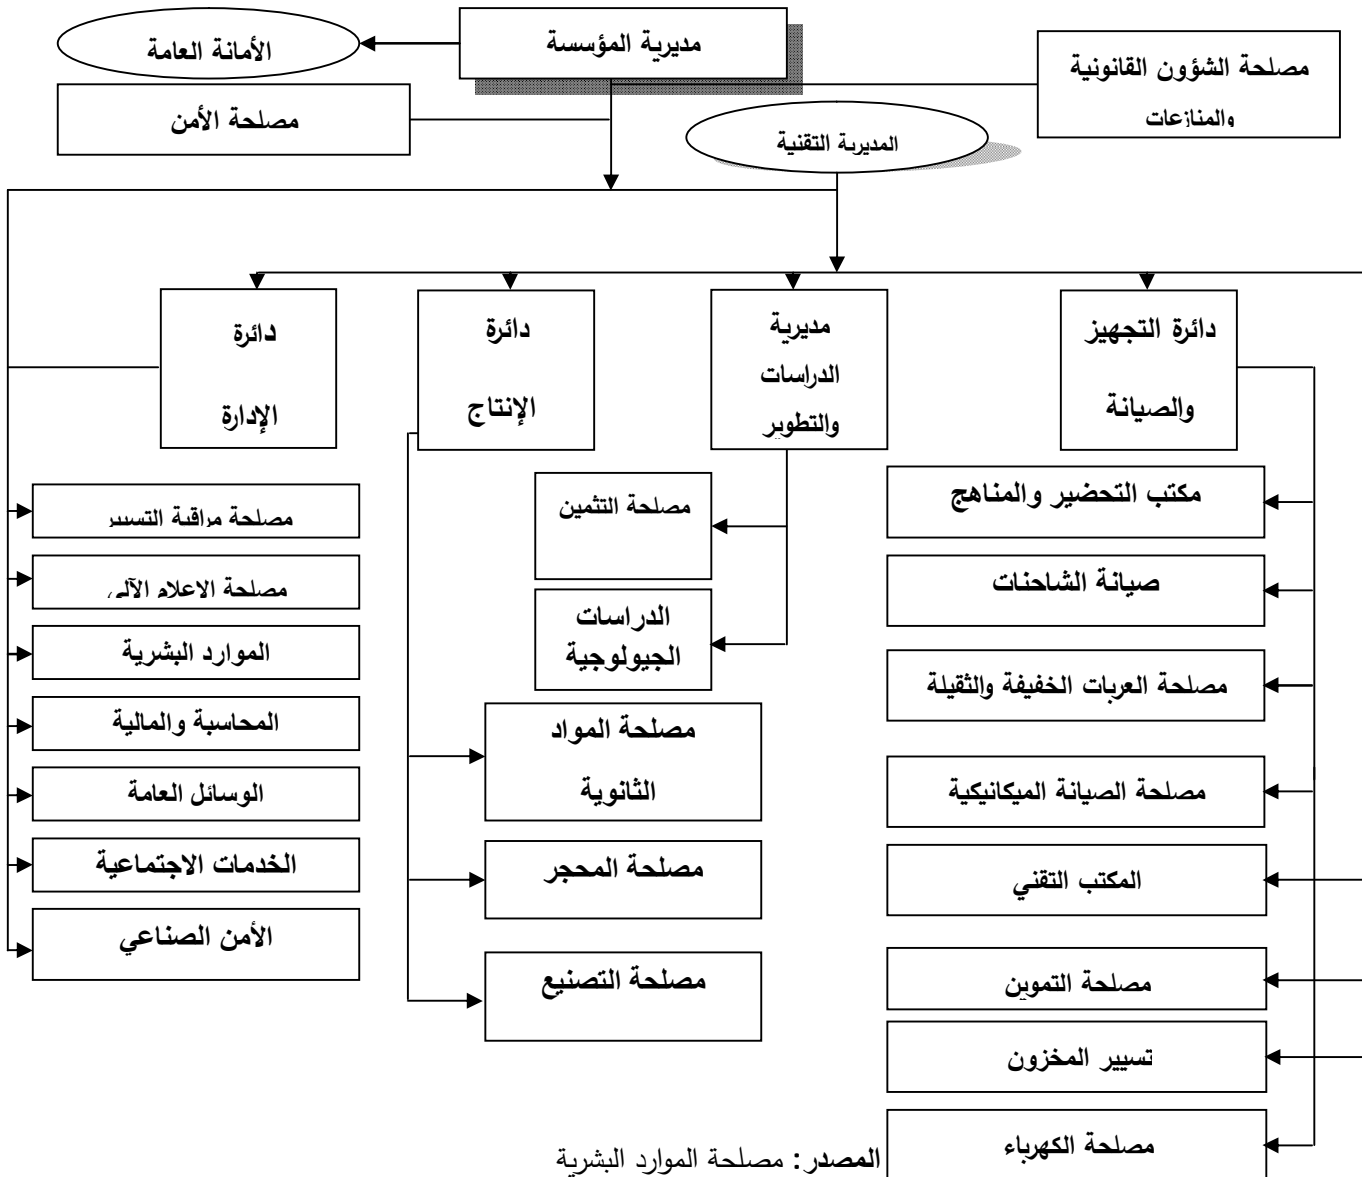 مديرية المؤسسة
الأمانة العامة
مصلحة الشؤون القانونية
والمنازعات
مصلحة الأمن
المديرية التقنية
دائرة التجهيز
والصيانة
مديرية
الدراسات
والتطوير
دائرة
الإنتاج
دائرة
الإدارة
مكتب التحضير والمناهج
صيانة الشاحنات
مصلحة العربات الخفيفة والثقيلة
مصلحة الصيانة الميكانيكية
المكتب التقني
مصلحة التموين
تسيير المخزون
مصلحة الكهرباء
مصلحة التثمين
الدراسات
الجيولوجية
مصلحة المواد
الثانوية
مصلحة المحجر
مصلحة التصنيع
مصلحة مراقبة التسيير
مصلحة الاعلام الآلي
الموارد البشرية
المحاسبة والمالية
الوسائل العامة
الخدمات الاجتماعية
الأمن الصناعي
المصدر: مصلحة الموارد البشرية